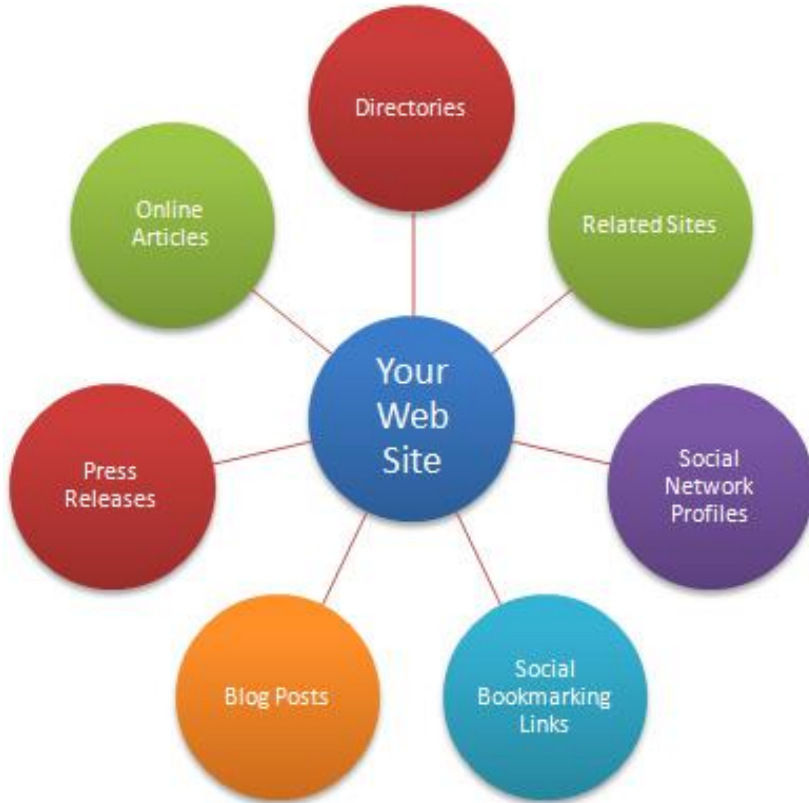 Directories
Online
Articles
Related Sites
Your
Web
Site
Press
Releases
Social
Network
Profiles
Blog Posts
Social
Bookmarking
Links